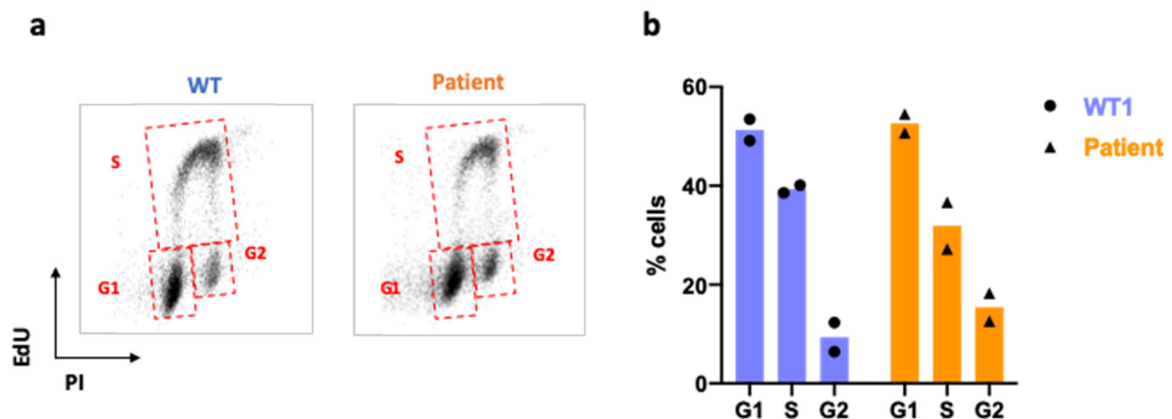 a
WT
Patient
S
G1
G2
S
G1
G2
EdU
PI
b
60
40
20
0
% cells
G1 S G2 G1 S G2
WT1
Patient